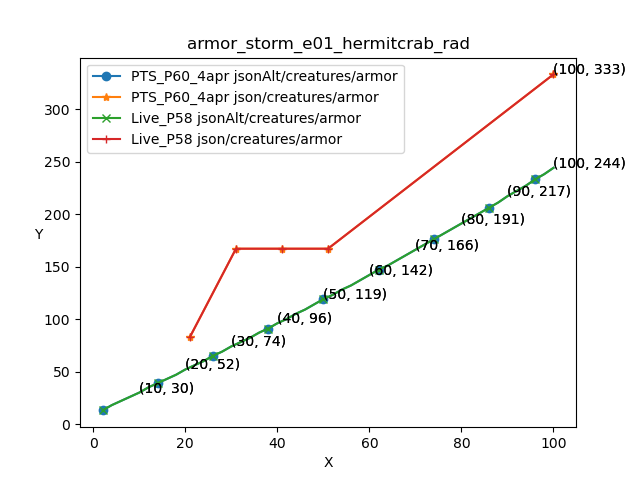 armor_storm_e01_hermitcrab_rad
PTS_P60_4apr jsonAlt/creatures/armor
PTS_P60_4apr json/creatures/armor
Live_P58 jsonAlt/creatures/armor
Live_P58 json/creatures/armor
(100, 333)
(100, 244)
(90, 217)
(80, 191)
(70, 166)
(60, 142)
(50, 119)
(40, 96)
(30, 74)
(20, 52)
(10, 30)
Y
300
250
200
150
100
50
0
0 20 40 60 80 100
X